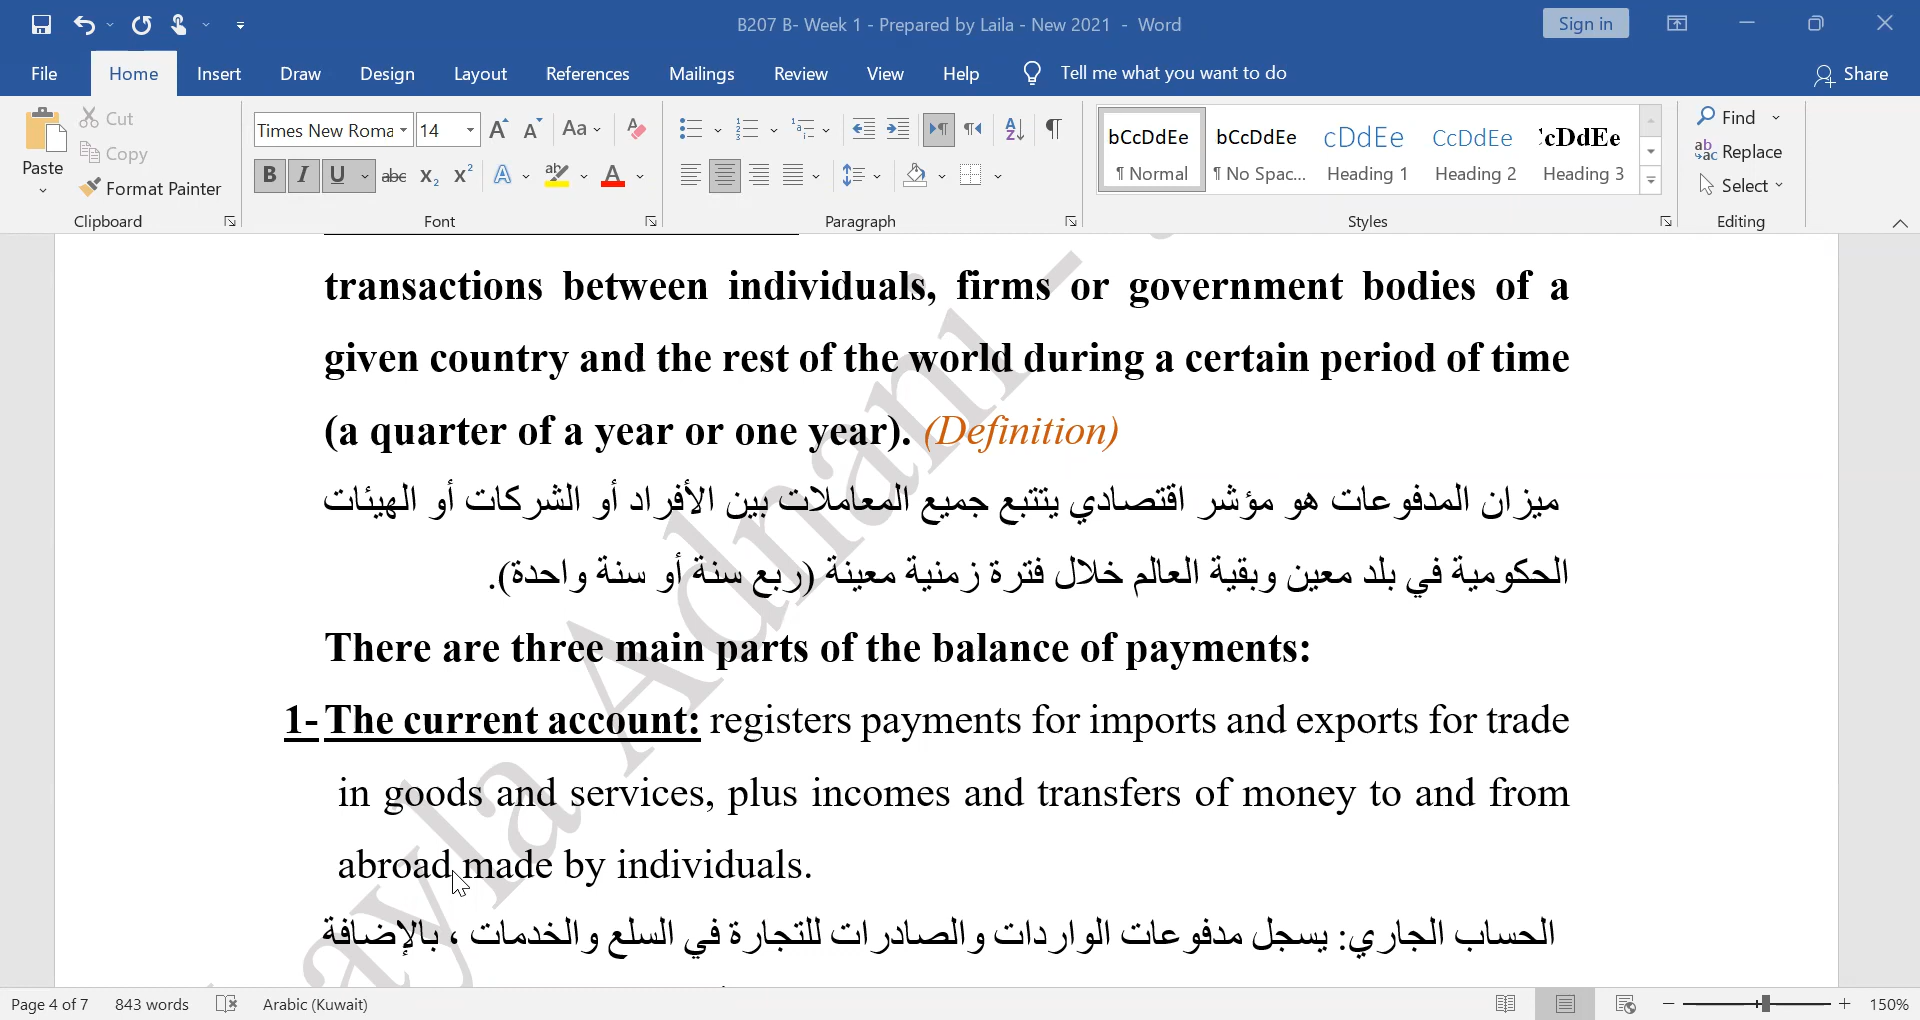 B207 B- Week 1 - Prepared by Laila - New 2021 - Word
Sign in
File Home Insert Draw Design Layout References Mailings Review View Help Tell me what you want to do Share
Paste
Cut
Copy
Format Painter
Clipboard
Times New Roma 14
Aa
B I U abc X₂ X² A A
Font
Paragraph
bCcDdEe bCcDdEe cDdEe CcDdEe cDdEe
¶ Normal ¶ No Spac... Heading 1 Heading 2 Heading 3
Styles
Find
Replace
Select
Editing
transactions between individuals, firms or government bodies of a
given country and the rest of the world during a certain period of time
(a quarter of a year or one year). (Definition)
ميزان المدفوعات هو مؤشر اقتصادي يتتبع جميع المعاملات بين الأفراد أو الشركات أو الهيئات
الحكومية في بلد معين وبقية العالم خلال فترة زمنية معينة (ربع سنة أو سنة واحدة).
There are three main parts of the balance of payments:
1- The current account: registers payments for imports and exports for trade
in goods and services, plus incomes and transfers of money to and from
abroad made by individuals.
الحساب الجاري: يسجل مدفوعات الواردات والصادرات للتجارة في السلع والخدمات ، بالإضافة
ayla Adnani -
Page 4 of 7 843 words Arabic (Kuwait) 150%